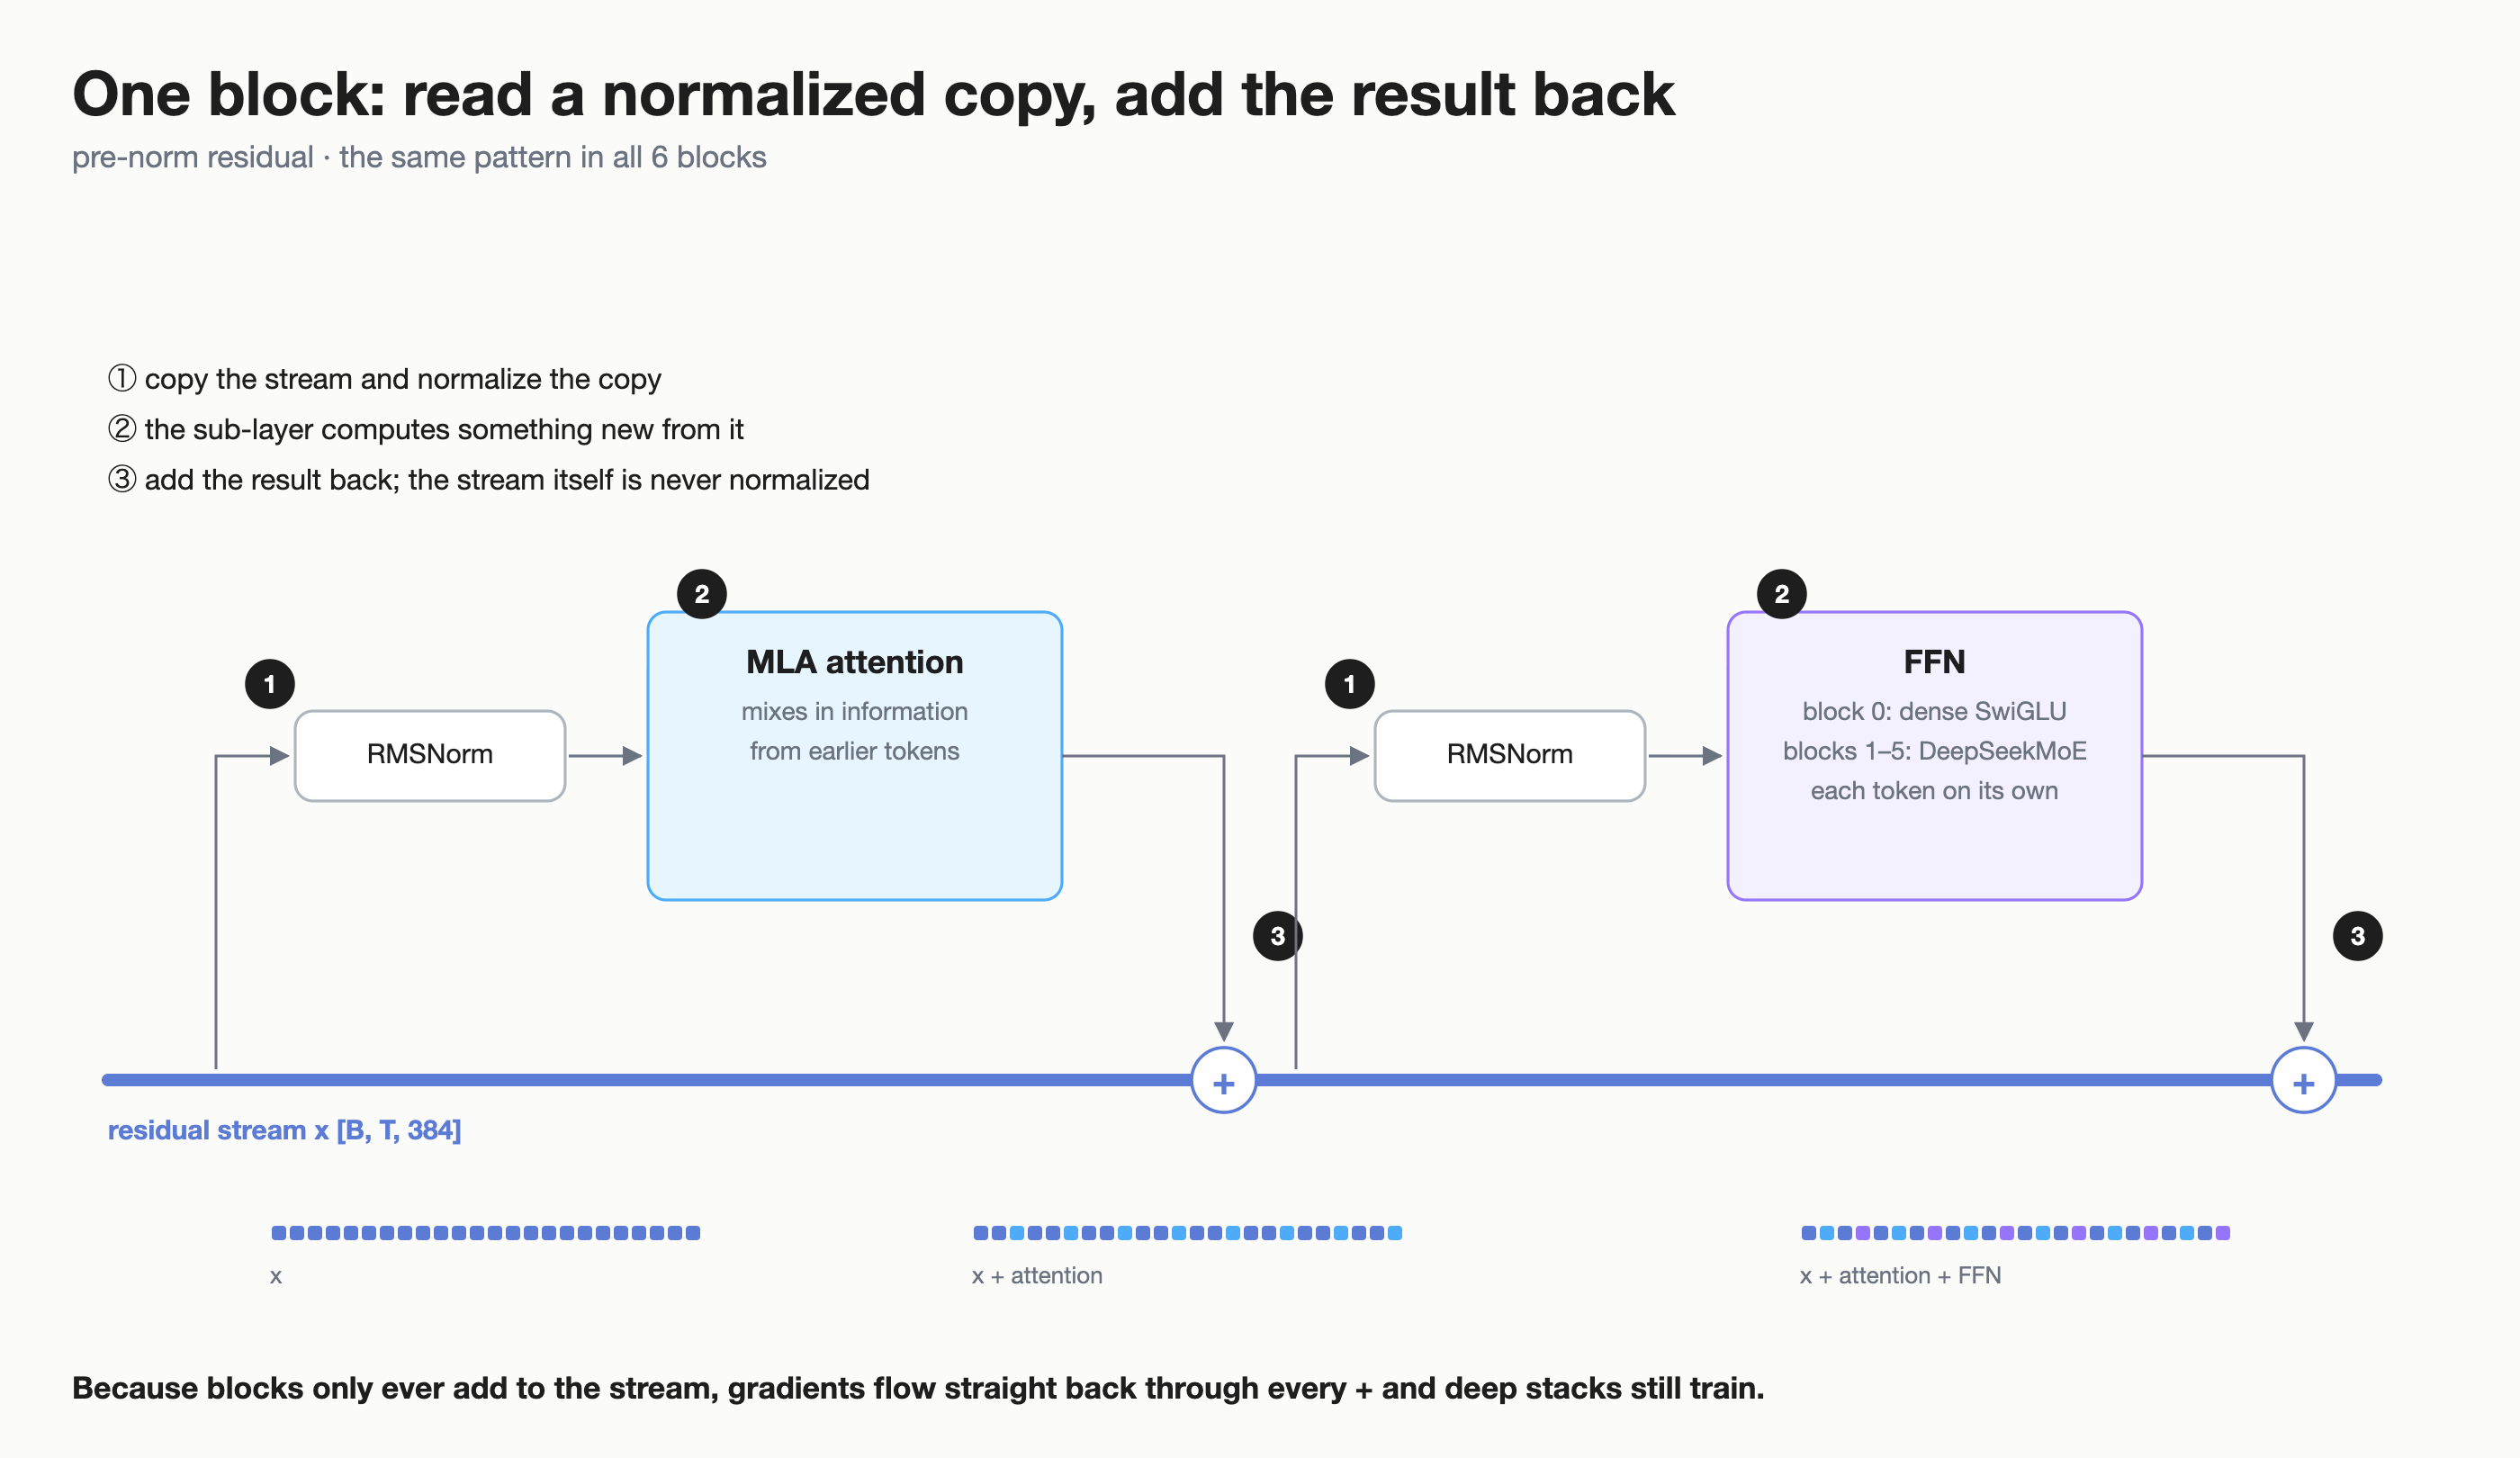 One block: read a normalized copy, add the result back
pre-norm residual · the same pattern in all 6 blocks
① copy the stream and normalize the copy
② the sub-layer computes something new from it
③ add the result back; the stream itself is never normalized
1
RMSNorm
2
MLA attention
mixes in information
from earlier tokens
3
+
1
RMSNorm
2
FFN
block 0: dense SwiGLU
blocks 1–5: DeepSeekMoE
each token on its own
3
+
residual stream x [B, T, 384]
x
x + attention
x + attention + FFN
Because blocks only ever add to the stream, gradients flow straight back through every + and deep stacks still train.